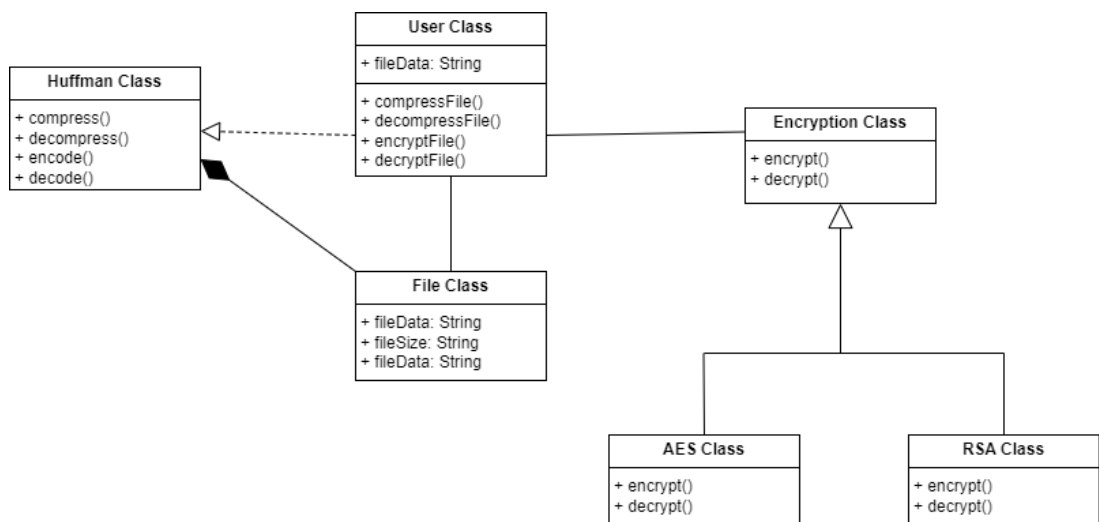 User Class
+ fileData: String
+ compressFile()
+ decompressFile()
+ encryptFile()
+ decryptFile()
Huffman Class
+ compress()
+ decompress()
+ encode()
+ decode()
Encryption Class
+ encrypt()
+ decrypt()
File Class
+ fileData: String
+ fileSize: String
+ fileData: String
AES Class
+ encrypt()
+ decrypt()
RSA Class
+ encrypt()
+ decrypt()